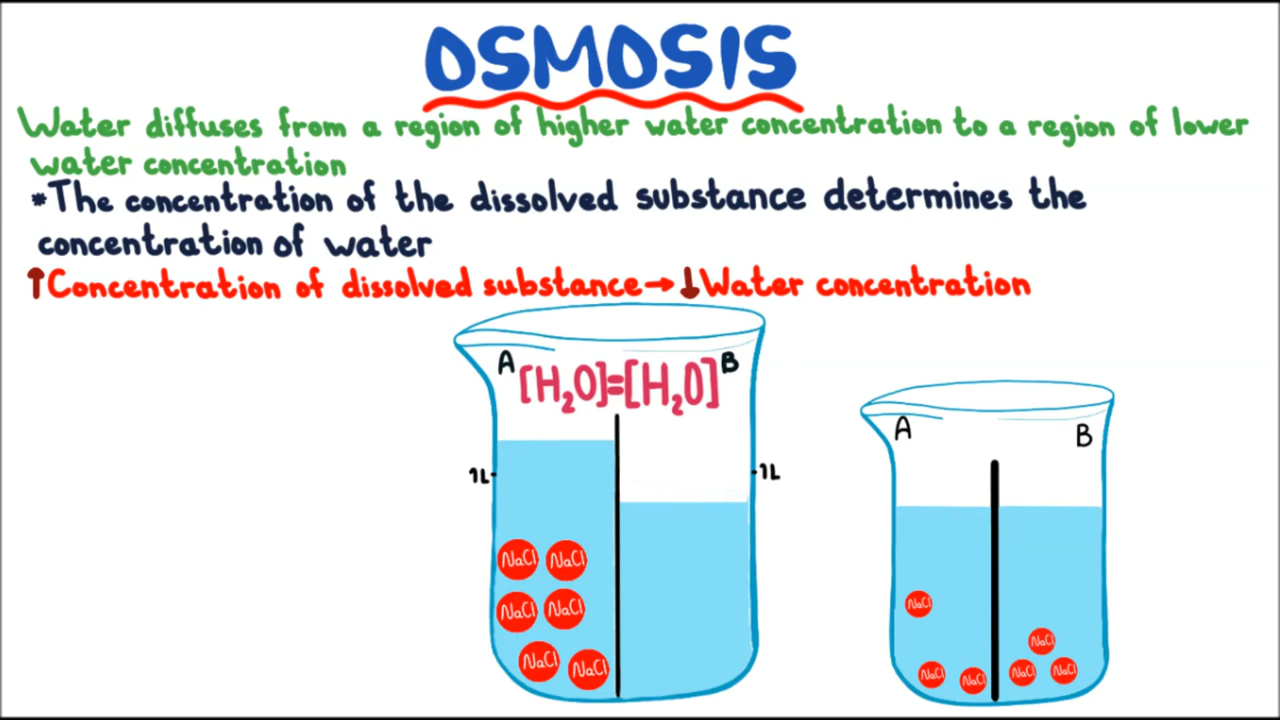 OSMOSIS
Water diffuses from a region of higher water concentration to a region of lower
water concentration
*The concentration of the dissolved substance determines the
concentration of water
↑Concentration of dissolved substance→↓Water concentration
A [H₂O]=[H₂O] B
1L 1L
NaCl NaCl
NaCl NaCl
NaCl NaCl
A B
NaCl
NaCl
NaCl NaCl NaCl NaCl